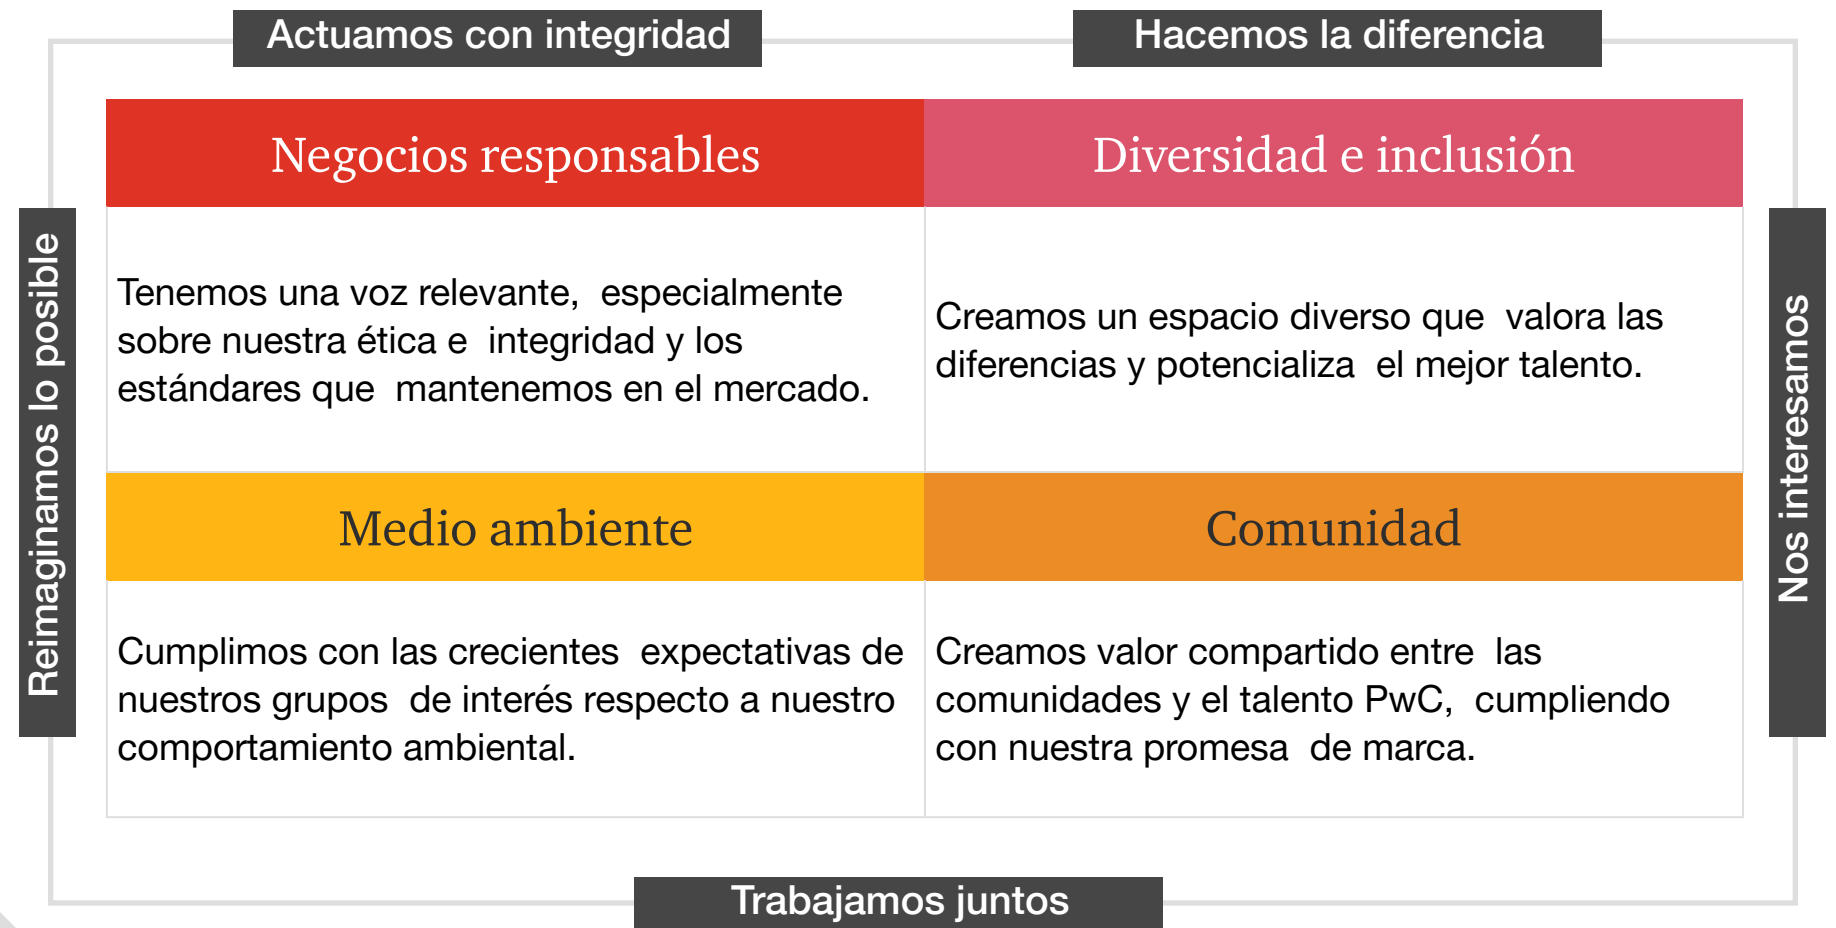 Actuamos con integridad
Hacemos la diferencia
Negocios responsables
Diversidad e inclusión
Reimaginamos lo posible
Tenemos una voz relevante, especialmente
sobre nuestra ética e integridad y los
estándares que mantenemos en el mercado.
Creamos un espacio diverso que valora las
diferencias y potencializa el mejor talento.
Nos interesamos
Medio ambiente
Comunidad
Cumplimos con las crecientes expectativas de
nuestros grupos de interés respecto a nuestro
comportamiento ambiental.
Creamos valor compartido entre las
comunidades y el talento PwC, cumpliendo
con nuestra promesa de marca.
Trabajamos juntos